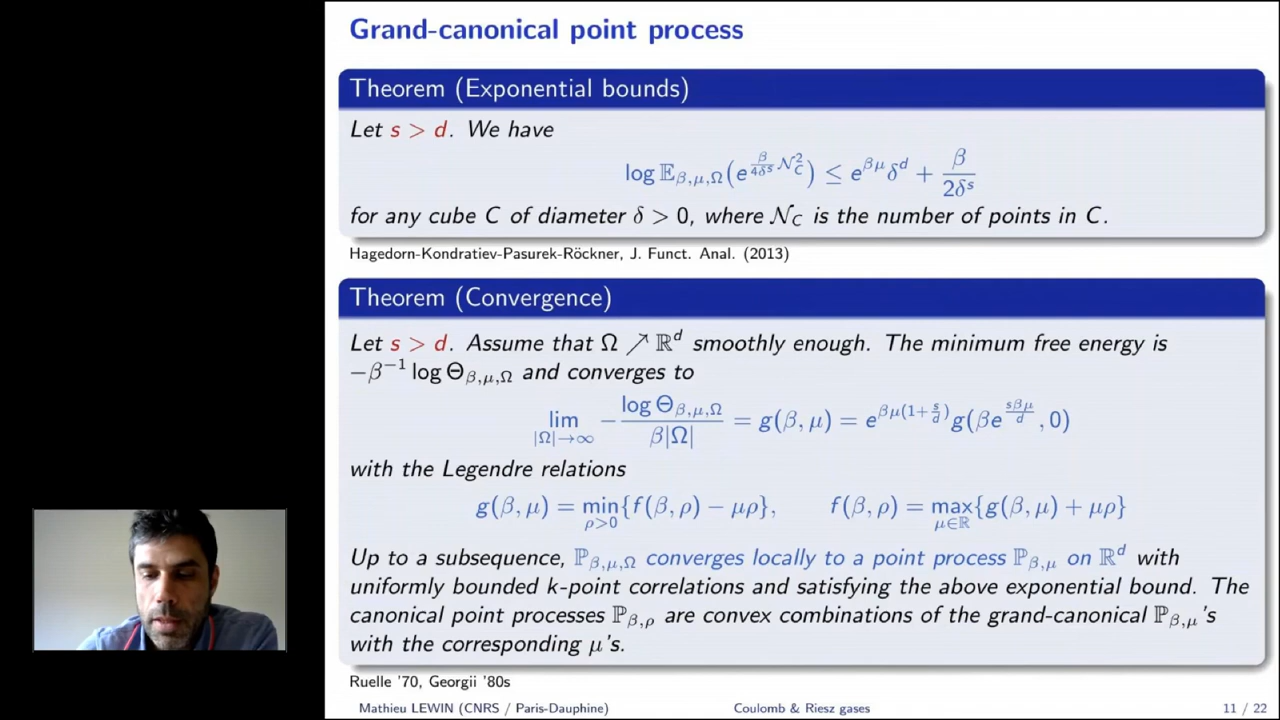 Grand-canonical point process
Theorem (Exponential bounds)
Let s > d. We have
log 𝔼_{β,μ,Ω}(e^{\frac{β}{4δ^s} 𝒩_C^2}) ≤ e^{βμ}δ^d + \frac{β}{2δ^s}
for any cube C of diameter δ > 0, where 𝒩_C is the number of points in C.
Hagedorn-Kondratiev-Pasurek-Röckner, J. Funct. Anal. (2013)
Theorem (Convergence)
Let s > d. Assume that Ω ↗ ℝ^d smoothly enough. The minimum free energy is
−β^{−1} log Θ_{β,μ,Ω} and converges to
lim_{|Ω|→∞} − \frac{log Θ_{β,μ,Ω}}{β|Ω|} = g(β, μ) = e^{βμ(1+\frac{s}{d})} g(βe^{\frac{sβμ}{d}}, 0)
with the Legendre relations
g(β, μ) = min_{ρ>0}{f(β, ρ) − μρ}, f(β, ρ) = max_{μ∈ℝ}{g(β, μ) + μρ}
Up to a subsequence, ℙ_{β,μ,Ω} converges locally to a point process ℙ_{β,μ} on ℝ^d with
uniformly bounded k-point correlations and satisfying the above exponential bound. The
canonical point processes ℙ_{β,ρ} are convex combinations of the grand-canonical ℙ_{β,μ}'s
with the corresponding μ's.
Ruelle '70, Georgii '80s
Mathieu LEWIN (CNRS / Paris-Dauphine) Coulomb & Riesz gases 11 / 22